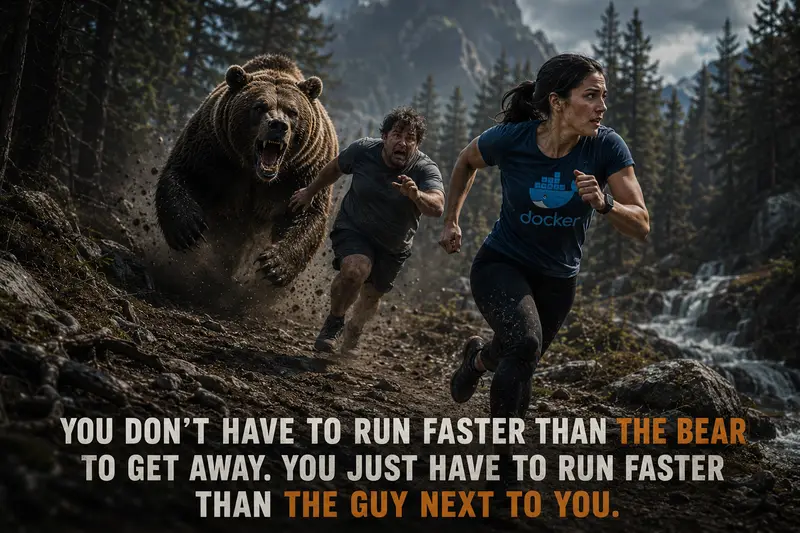 docker
YOU DON'T HAVE TO RUN FASTER THAN THE BEAR
TO GET AWAY. YOU JUST HAVE TO RUN FASTER
THAN THE GUY NEXT TO YOU.